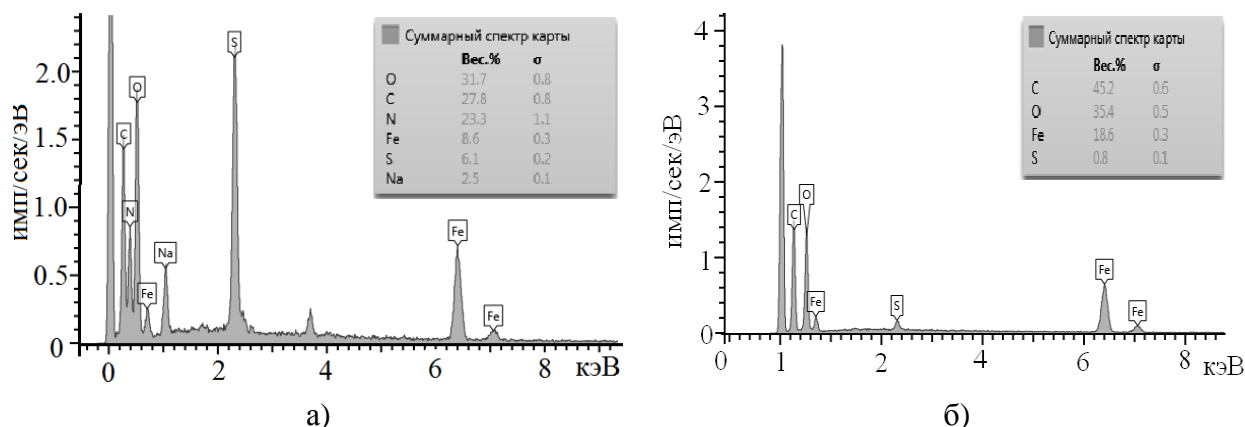 Суммарный спектр карты
Вес.% σ
O 31.7 0.8
C 27.8 0.8
N 23.3 1.1
Fe 8.6 0.3
S 6.1 0.2
Na 2.5 0.1
S
O
C
N
Na
Fe
Fe
Fe
2.0
1.5
1.0
0.5
0
имп/сек/эВ
0 2 4 6 8 кэВ
а)
Суммарный спектр карты
Вес.% σ
C 45.2 0.6
O 35.4 0.5
Fe 18.6 0.3
S 0.8 0.1
O
C
Fe
S
Fe
Fe
4
3
2
1
0
имп/сек/эВ
0 1 2 4 6 8 кэВ
б)